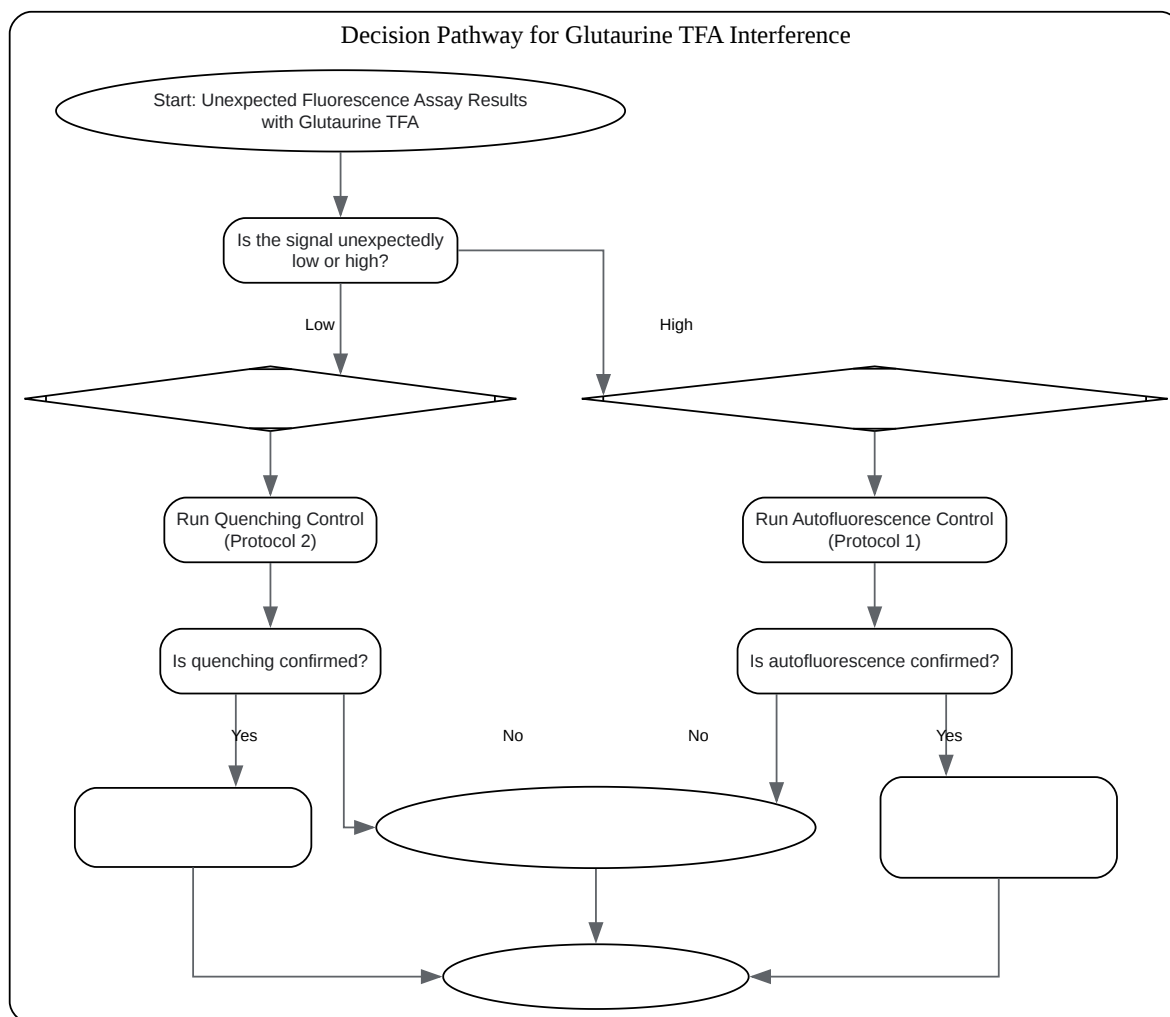 Decision Pathway for Glutaurine TFA Interference
Start: Unexpected Fluorescence Assay Results
with Glutaurine TFA
Is the signal unexpectedly
low or high?
Low
High
Run Quenching Control
(Protocol 2)
Run Autofluorescence Control
(Protocol 1)
Is quenching confirmed?
Is autofluorescence confirmed?
Yes
No
No
Yes